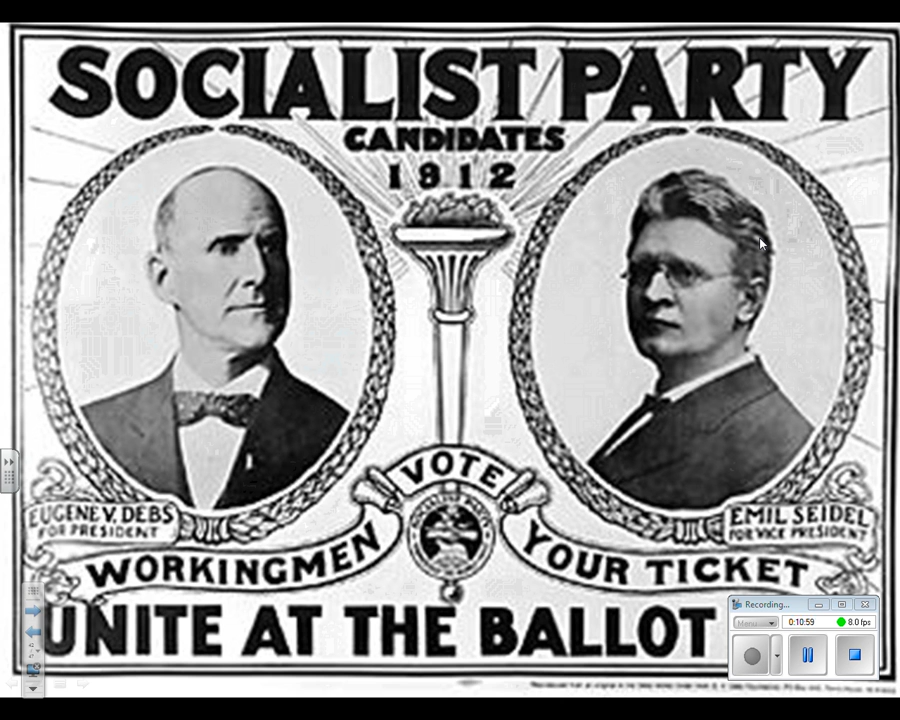 SOCIALIST PARTY
CANDIDATES
1912
VOTE
EUGENE V. DEBS
FOR PRESIDENT
EMIL SEIDEL
FOR VICE PRESIDENT
WORKINGMEN
YOUR TICKET
UNITE AT THE BALLOT
Recording...
Menu
0:10:59
8.0 fps